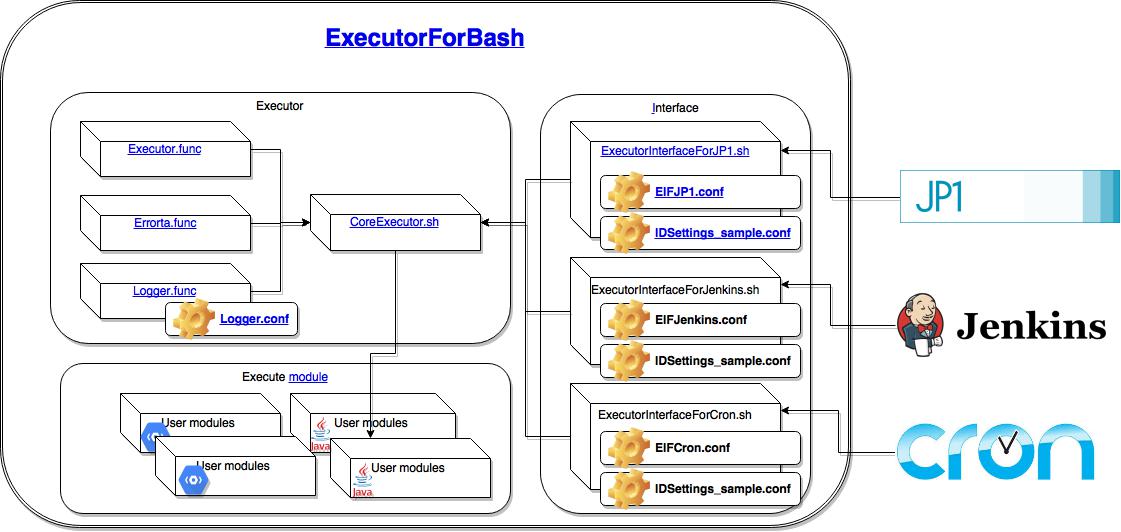 ExecutorForBash
Executor
Executor.func
Errorta.func
Logger.func
Logger.conf
CoreExecutor.sh
Execute module
User modules
User modules
Java
User modules
User modules
Java
Interface
ExecutorInterfaceForJP1.sh
EIFJP1.conf
IDSettings_sample.conf
ExecutorInterfaceForJenkins.sh
EIFJenkins.conf
IDSettings_sample.conf
ExecutorInterfaceForCron.sh
EIFCron.conf
IDSettings_sample.conf
JP1
Jenkins
cron